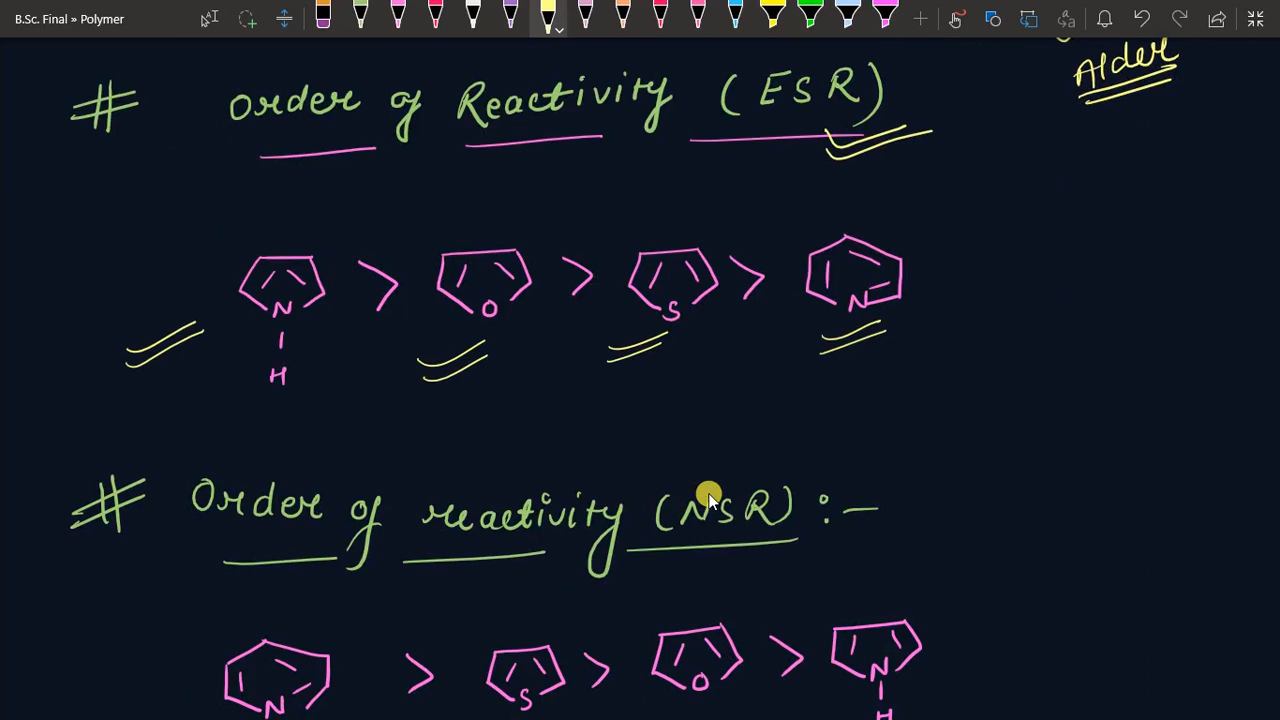 B.Sc. Final » Polymer
Alder
# Order of Reactivity (ESR)
> > >
N O S N
H
# Order of reactivity (NSR) :-
> > >
N S O N
H